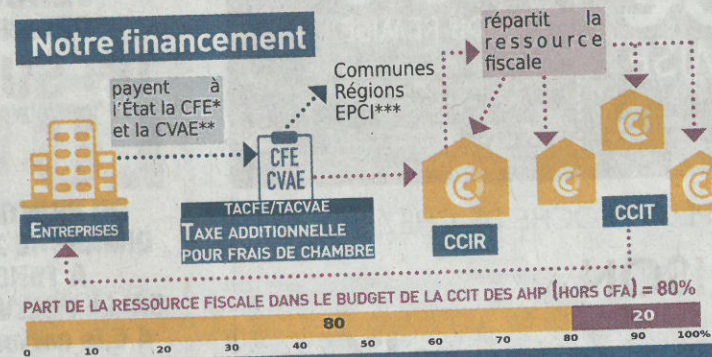 Notre financement
payent à
l'État la CFE*
et la CVAE**
Communes
Régions
EPCI***
répartit la
ressource
fiscale
CFE
CVAE
TACFE/TACVAE
TAXE ADDITIONNELLE
POUR FRAIS DE CHAMBRE
ENTREPRISES
CCIR
CCIT
PART DE LA RESSOURCE FISCALE DANS LE BUDGET DE LA CCIT DES AHP (HORS CFA) = 80%
80 20
0 10 20 30 40 50 60 70 80 90 100%